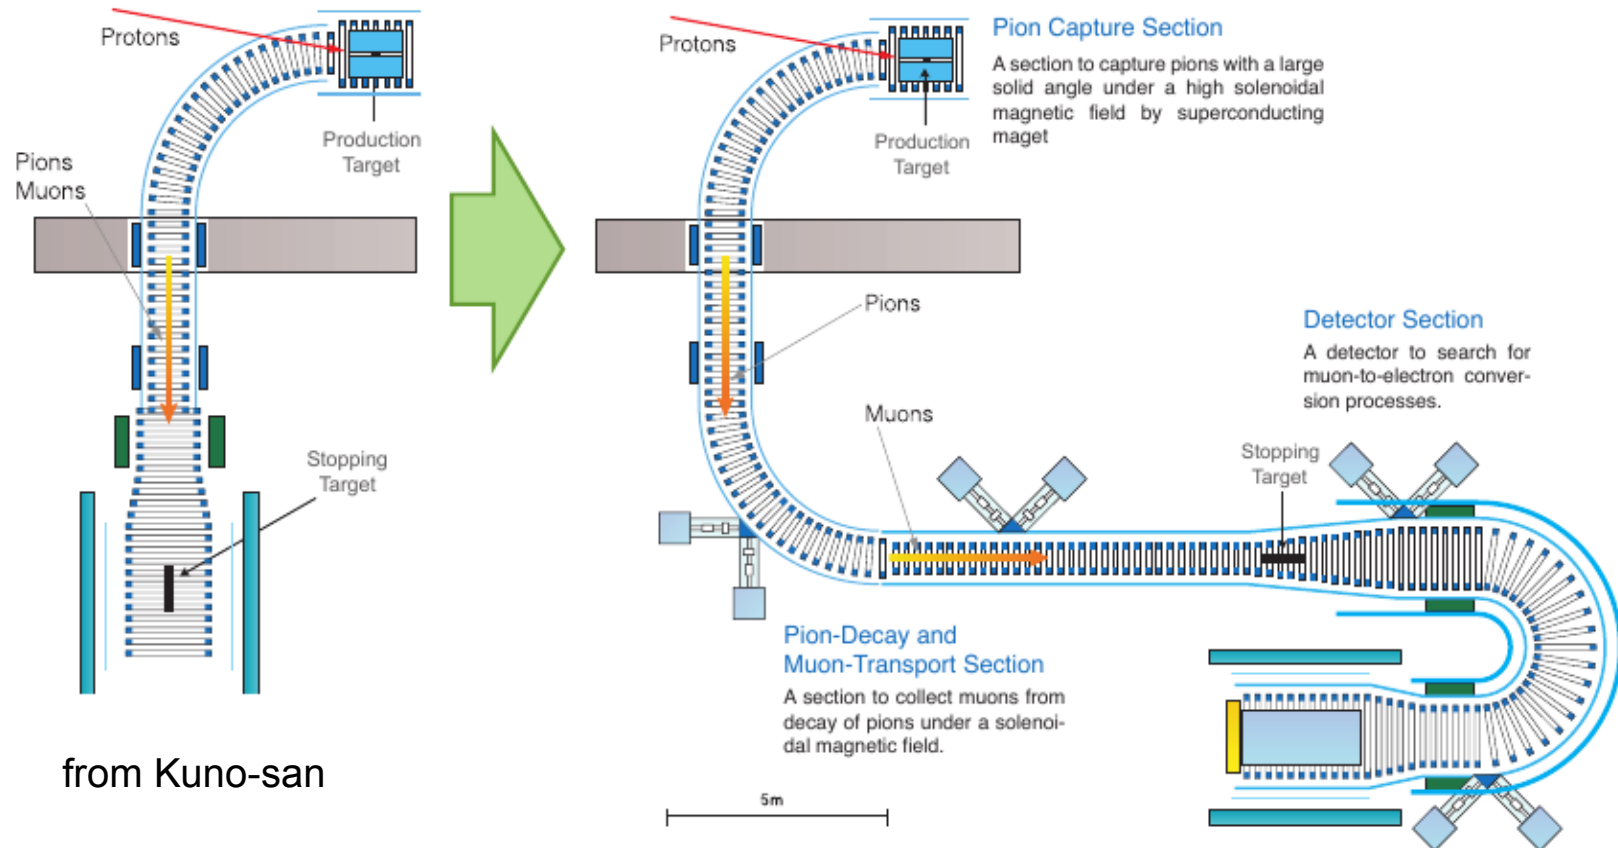 Protons
Production
Target
Pions
Muons
Stopping
Target
from Kuno-san
Protons
Production
Target
Pion Capture Section
A section to capture pions with a large
solid angle under a high solenoidal
magnetic field by superconducting
maget
Pions
Muons
Detector Section
A detector to search for
muon-to-electron conver-
sion processes.
Stopping
Target
Pion-Decay and
Muon-Transport Section
A section to collect muons from
decay of pions under a solenoi-
dal magnetic field.
5m